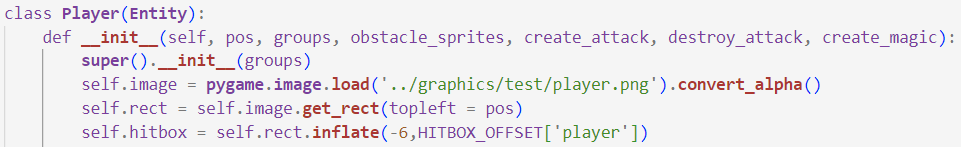 class Player(Entity):
    def __init__(self, pos, groups, obstacle_sprites, create_attack, destroy_attack, create_magic):
        super().__init__(groups)
        self.image = pygame.image.load('../graphics/test/player.png').convert_alpha()
        self.rect = self.image.get_rect(topleft = pos)
        self.hitbox = self.rect.inflate(-6,HITBOX_OFFSET['player'])